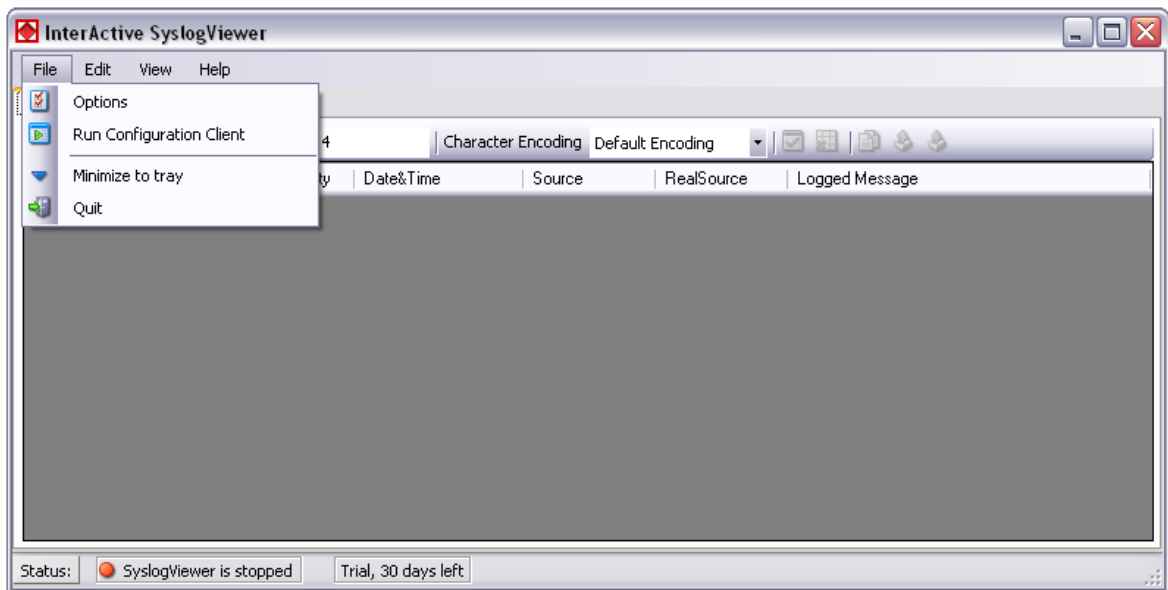 InterActive SyslogViewer
File Edit View Help
Options
Run Configuration Client
4 Character Encoding Default Encoding
Minimize to tray
ty Date&Time Source RealSource Logged Message
Quit
Status: SyslogViewer is stopped Trial, 30 days left